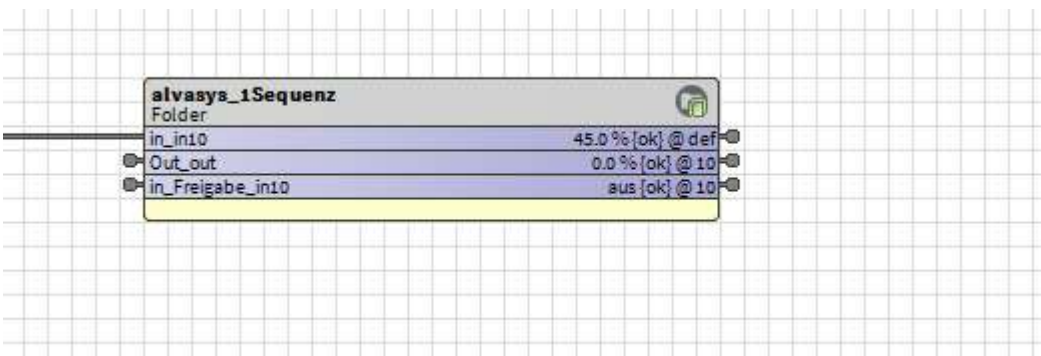 alvasys_1Sequenz
Folder
in_in10 45.0 % {ok} @ def
Out_out 0.0 % {ok} @ 10
in_Freigabe_in10 aus {ok} @ 10